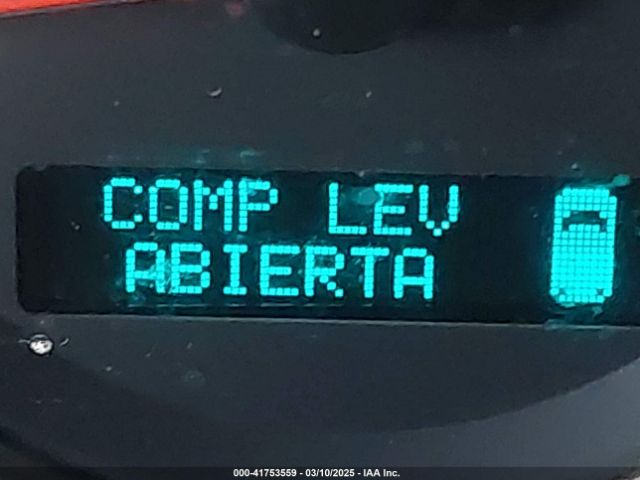 COMP LEV
ABIERTA
000-41753559 - 03/10/2025 - IAA Inc.